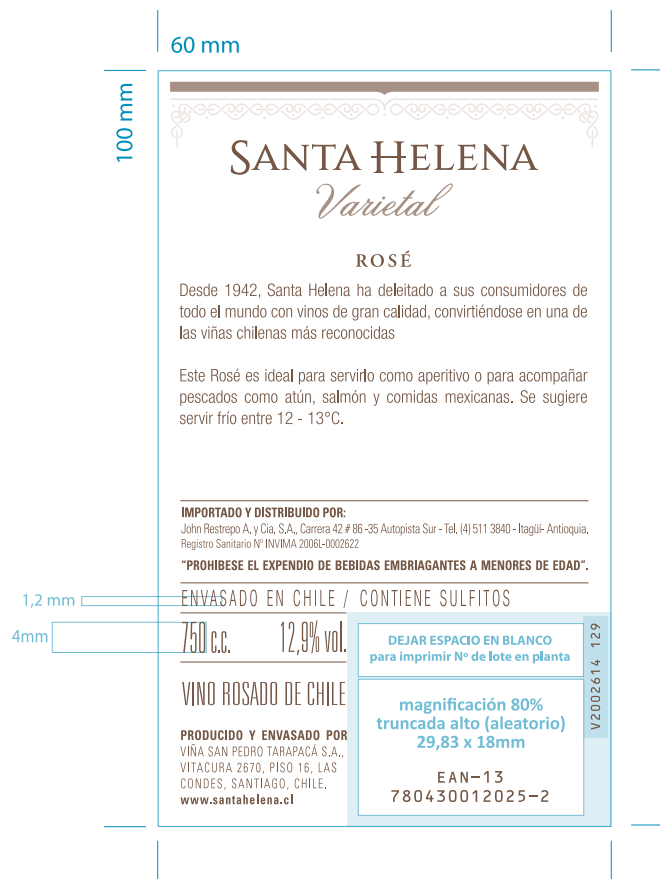 60 mm
100 mm
SANTA HELENA
Varietal
ROSÉ
Desde 1942, Santa Helena ha deleitado a sus consumidores de
todo el mundo con vinos de gran calidad, convirtiéndose en una de
las viñas chilenas más reconocidas
Este Rosé es ideal para servirlo como aperitivo o para acompañar
pescados como atún, salmón y comidas mexicanas. Se sugiere
servir frío entre 12 - 13°C.
IMPORTADO Y DISTRIBUIDO POR:
John Restrepo A. y Cia. S.A., Carrera 42 # 86 -35 Autopista Sur - Tel. (4) 511 3840 - Itagüí- Antioquia.
Registro Sanitario N° INVIMA 2006L-0002622
"PROHIBESE EL EXPENDIO DE BEBIDAS EMBRIAGANTES A MENORES DE EDAD".
1,2 mm
ENVASADO EN CHILE / CONTIENE SULFITOS
4mm
750 c.c. 12,9% vol.
VINO ROSADO DE CHILE
PRODUCIDO Y ENVASADO POR
VIÑA SAN PEDRO TARAPACÁ S.A.,
VITACURA 2670, PISO 16, LAS
CONDES, SANTIAGO, CHILE.
www.santahelena.cl
DEJAR ESPACIO EN BLANCO
para imprimir Nº de lote en planta
V2002614 129
magnificación 80%
truncada alto (aleatorio)
29,83 x 18mm
EAN-13
780430012025-2